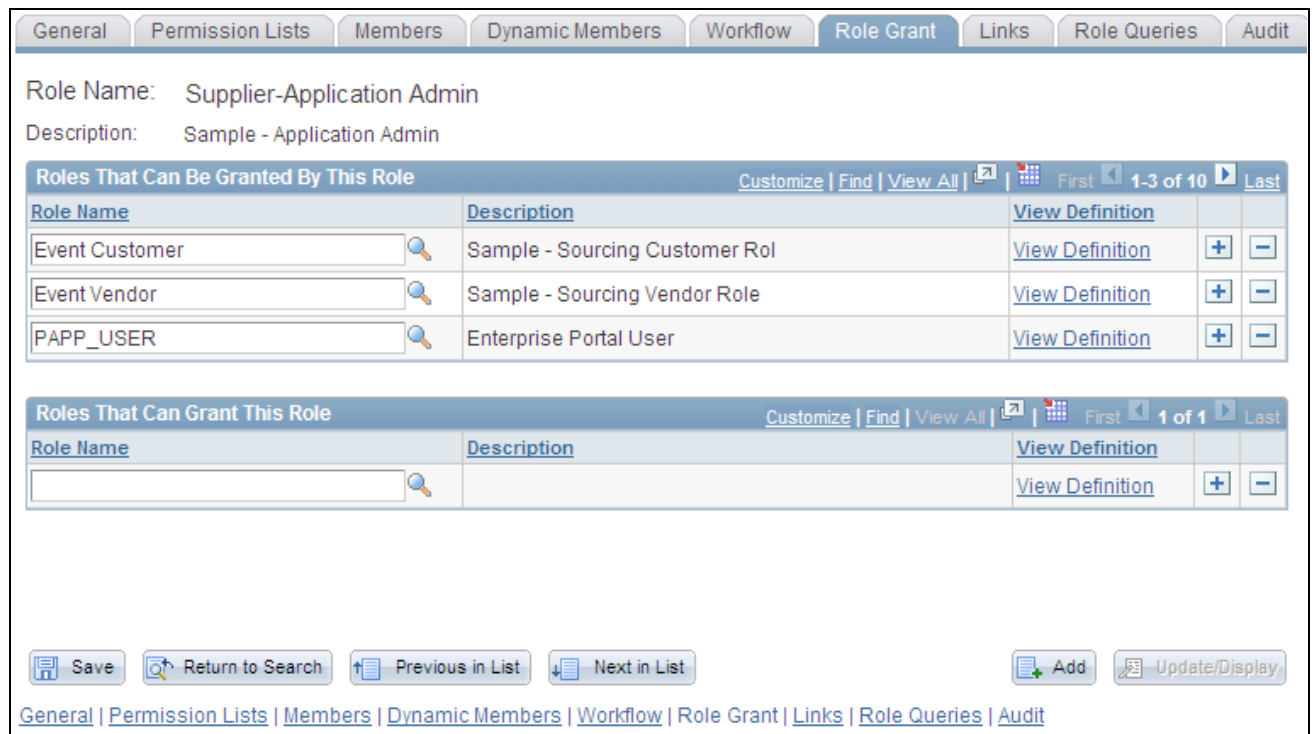 General Permission Lists Members Dynamic Members Workflow Role Grant Links Role Queries Audit
Role Name: Supplier-Application Admin
Description: Sample - Application Admin
Roles That Can Be Granted By This Role Customize | Find | View All | | First 1-3 of 10 Last
Role Name Description View Definition
Event Customer Sample - Sourcing Customer Rol View Definition
Event Vendor Sample - Sourcing Vendor Role View Definition
PAPP_USER Enterprise Portal User View Definition
Roles That Can Grant This Role Customize | Find | View All | | First 1 of 1 Last
Role Name Description View Definition
View Definition
Save Return to Search Previous in List Next in List Add Update/Display
General | Permission Lists | Members | Dynamic Members | Workflow | Role Grant | Links | Role Queries | Audit